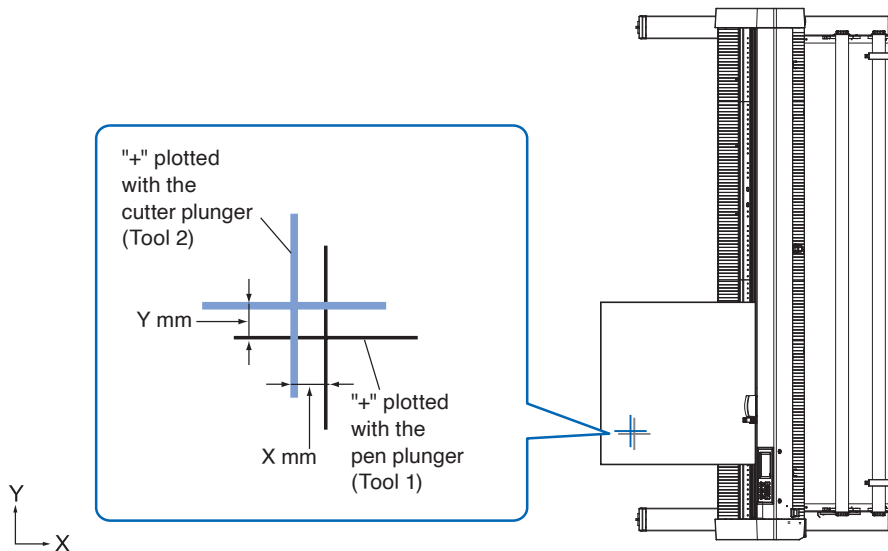 "+" plotted
with the
cutter plunger
(Tool 2)
Y mm
X mm
"+" plotted
with the
pen plunger
(Tool 1)
Y
X